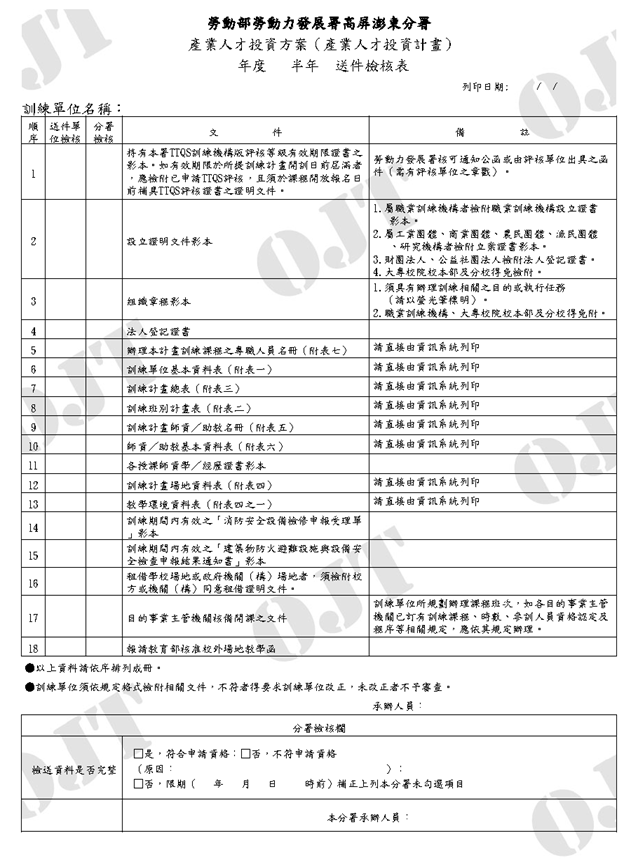 勞動部勞動力發展署高屏澎東分署
產業人才投資方案（產業人才投資計畫）
年度 半年 送件檢核表
列印日期： / /
訓練單位名稱：
順序 送件單位檢核 分署檢核 文 件 備 註
1
持有本署TTQS訓練機構版評核等級有效期限證書之
影本。如有效期限於所提訓練計畫開訓日前屆滿者
，應檢附已申請TTQS評核，且須於課程開放報名日
前補具TTQS評核證書之證明文件。
勞動力發展署核可通知公函或由評核單位出具之函
件（需有評核單位之章戳）。
2
設立證明文件影本
1.屬職業訓練機構者檢附職業訓練機構設立證書
影本。
2.屬工業團體、商業團體、農民團體、漁民團體
、研究機構者檢附立案證書影本。
3.財團法人、公益社團法人檢附法人登記證書。
4.大專校院校本部及分校得免檢附。
3
組織章程影本
1.須具有辦理訓練相關之目的或執行任務
（請以螢光筆標明）。
2.職業訓練機構、大專校院校本部及分校得免附。
4 法人登記證書
5 辦理本計畫訓練課程之專職人員名冊（附表七） 請直接由資訊系統列印
6 訓練單位基本資料表（附表一） 請直接由資訊系統列印
7 訓練計畫總表（附表三） 請直接由資訊系統列印
8 訓練班別計畫表（附表二） 請直接由資訊系統列印
9 訓練計畫師資／助教名冊（附表五） 請直接由資訊系統列印
10 師資／助教基本資料表（附表六） 請直接由資訊系統列印
11 各授課師資學／經歷證書影本
12 訓練計畫場地資料表（附表四） 請直接由資訊系統列印
13 教學環境資料表（附表四之一） 請直接由資訊系統列印
14
訓練期間內有效之「消防安全設備檢修申報受理單
」影本
15
訓練期間內有效之「建築物防火避難設施與設備安
全檢查申報結果通知書」影本
16
租借學校場地或政府機關（構）場地者，須檢附校
方或機關（構）同意租借證明文件。
17
目的事業主管機關核備開課之文件
訓練單位所規劃辦理課程班次，如各目的事業主管
機關已訂有訓練課程、時數、參訓人員資格認定及
程序等相關規定，應依其規定辦理。
18 報請教育部核准校外場地教學函
●以上資料請依序排列成冊。
●訓練單位須依規定格式檢附相關文件，不符者得要求訓練單位改正，未改正者不予審查。
承辦人員：
分署檢核欄
檢送資料是否完整
□是，符合申請資格：□否，不符申請資格
（原因： ）；
□否，限期（ 年 月 日 時前）補正上列本分署未勾選項目
本分署承辦人員：
OJT
OJT
OJT
OJT
OJT
OJT
OJT
OJT